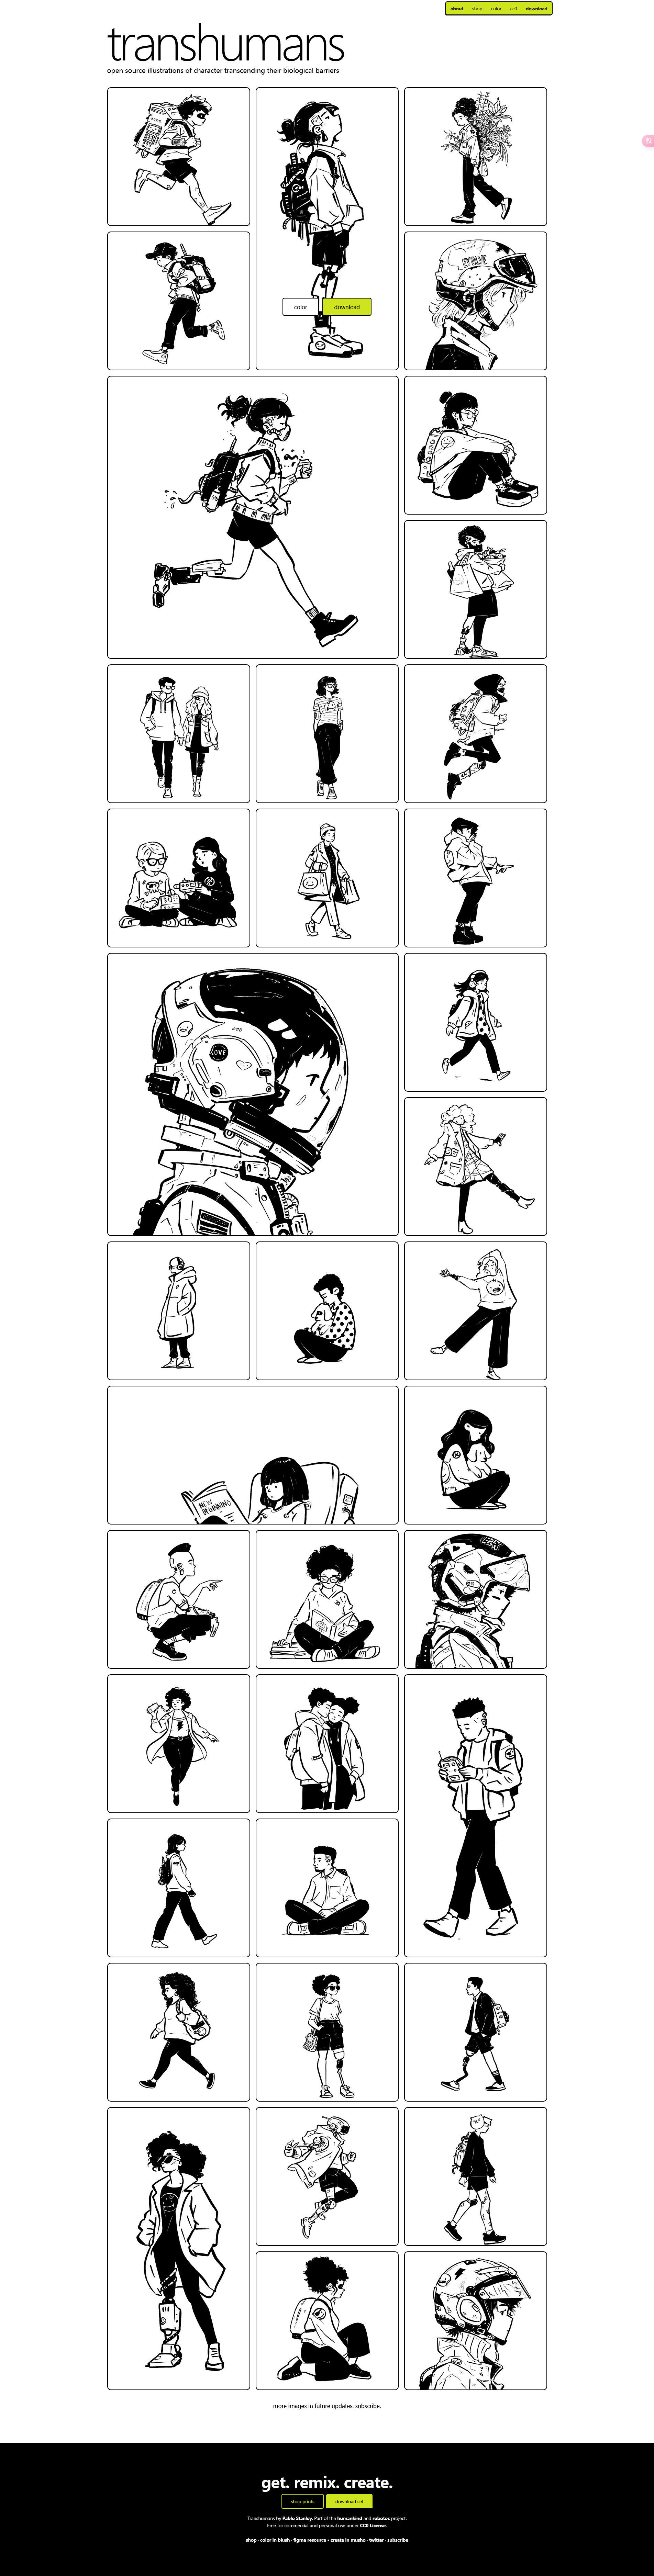 about shop color cc0 download
transhumans
open source illustrations of character transcending their biological barriers
EVOLVE
color download
LOVE
NEW
BEGINNING
more images in future updates. subscribe.
get. remix. create.
shop prints download set
Transhumans by Pablo Stanley. Part of the humankind and robotos project.
Free for commercial and personal use under CC0 License.
shop · color in blush · figma resource • create in musho · twitter · subscribe